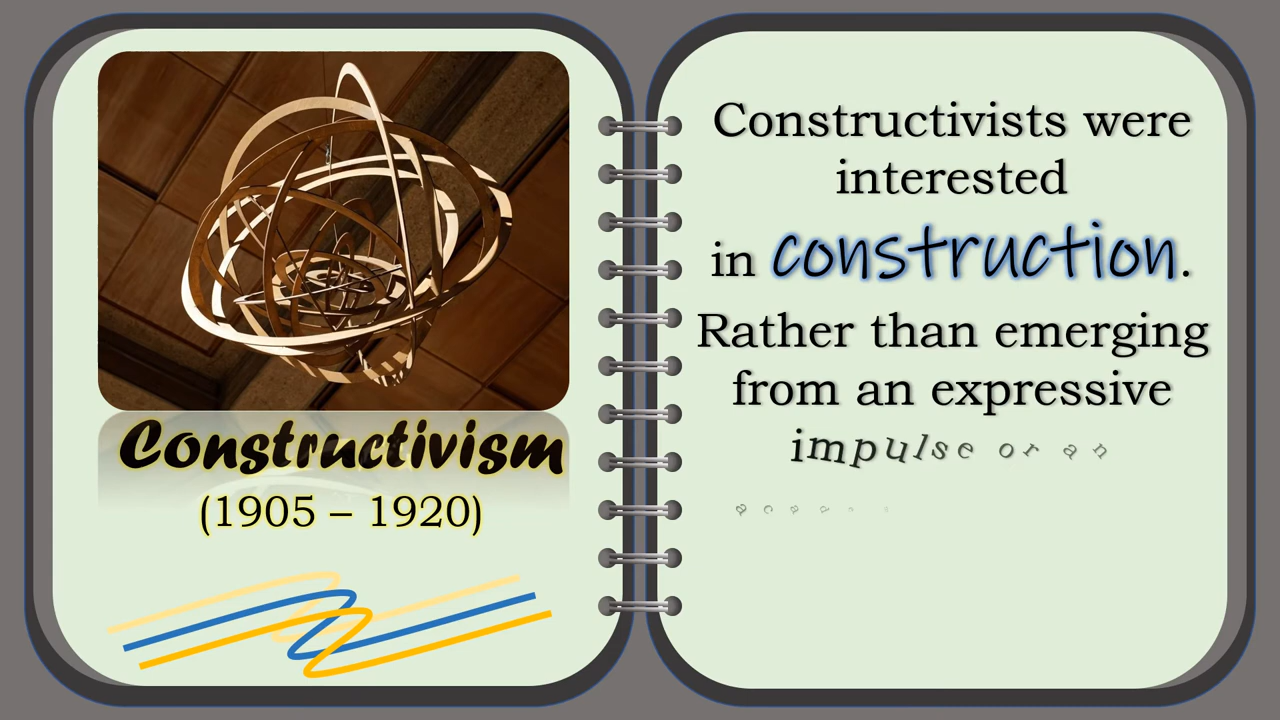 Constructivism
(1905 – 1920)
Constructivists were
interested
in construction.
Rather than emerging
from an expressive
impulse or an